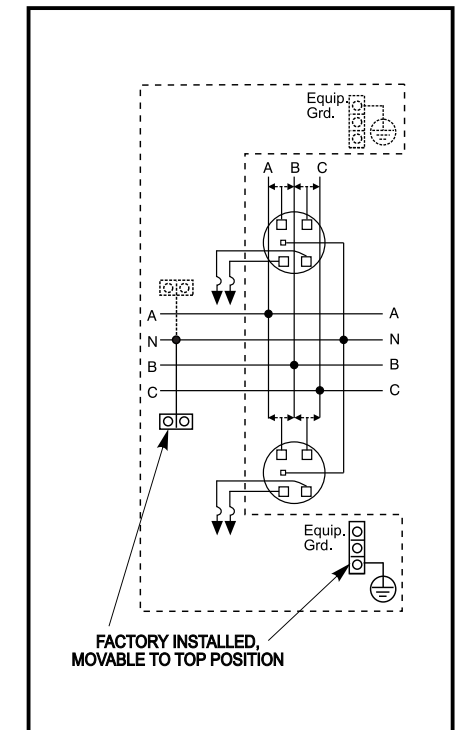 Equip.
Grd.
A B C
A A
N N
B B
C C
Equip.
Grd.
FACTORY INSTALLED,
MOVABLE TO TOP POSITION